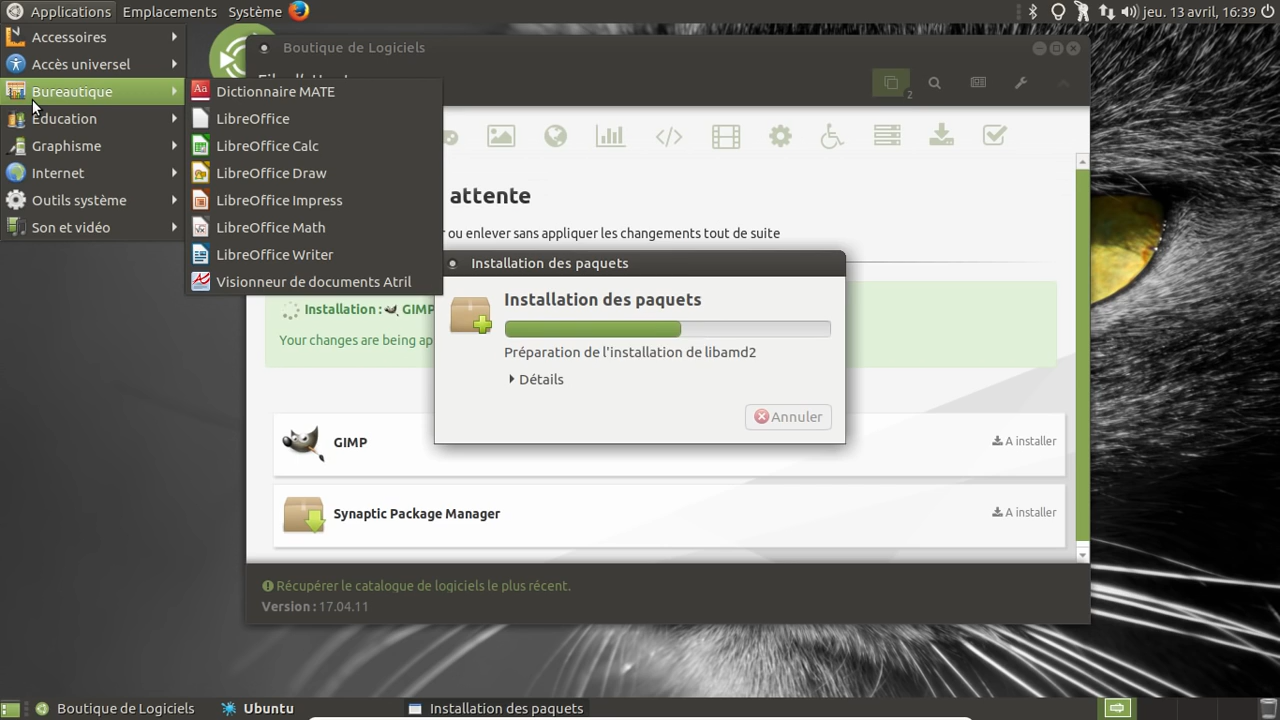 Applications Emplacements Système
jeu. 13 avril, 16:39
Accessoires
Accès universel
Bureautique
Éducation
Graphisme
Internet
Outils système
Son et vidéo
Dictionnaire MATE
LibreOffice
LibreOffice Calc
LibreOffice Draw
LibreOffice Impress
LibreOffice Math
LibreOffice Writer
Visionneur de documents Atril
Boutique de Logiciels
2
attente
ou enlever sans appliquer les changements tout de suite
Installation : GIMP
Your changes are being ap
Installation des paquets
Installation des paquets
Préparation de l'installation de libamd2
Détails
Annuler
GIMP
A installer
Synaptic Package Manager
A installer
Récupérer le catalogue de logiciels le plus récent.
Version : 17.04.11
Boutique de Logiciels
Ubuntu
Installation des paquets